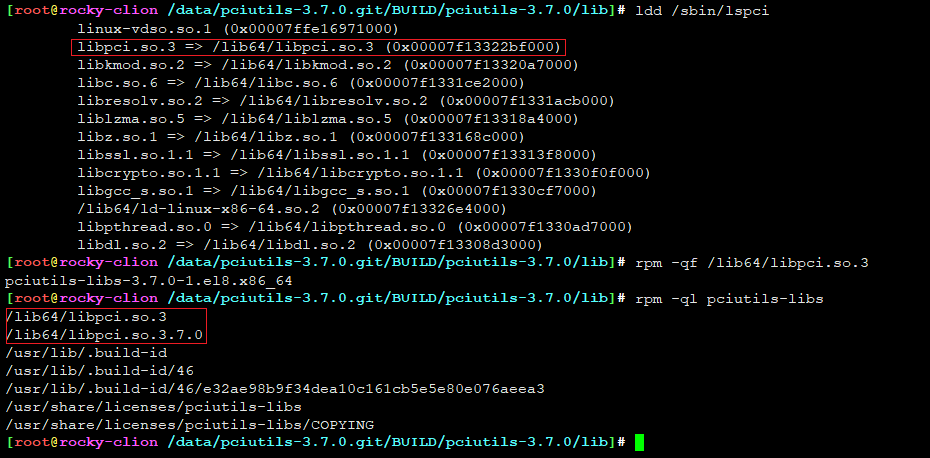 [root@rocky-clion /data/pciutils-3.7.0.git/BUILD/pciutils-3.7.0/lib]# ldd /sbin/lspci
linux-vdso.so.1 (0x00007ffe16971000)
libpci.so.3 => /lib64/libpci.so.3 (0x00007f13322bf000)
libkmod.so.2 => /lib64/libkmod.so.2 (0x00007f13320a7000)
libc.so.6 => /lib64/libc.so.6 (0x00007f1331ce2000)
libresolv.so.2 => /lib64/libresolv.so.2 (0x00007f1331acb000)
liblzma.so.5 => /lib64/liblzma.so.5 (0x00007f13318a4000)
libz.so.1 => /lib64/libz.so.1 (0x00007f133168c000)
libssl.so.1.1 => /lib64/libssl.so.1.1 (0x00007f13313f8000)
libcrypto.so.1.1 => /lib64/libcrypto.so.1.1 (0x00007f1330f0f000)
libgcc_s.so.1 => /lib64/libgcc_s.so.1 (0x00007f1330cf7000)
/lib64/ld-linux-x86-64.so.2 (0x00007f13326e4000)
libpthread.so.0 => /lib64/libpthread.so.0 (0x00007f1330ad7000)
libdl.so.2 => /lib64/libdl.so.2 (0x00007f13308d3000)
[root@rocky-clion /data/pciutils-3.7.0.git/BUILD/pciutils-3.7.0/lib]# rpm -qf /lib64/libpci.so.3
pciutils-libs-3.7.0-1.el8.x86_64
[root@rocky-clion /data/pciutils-3.7.0.git/BUILD/pciutils-3.7.0/lib]# rpm -ql pciutils-libs
/lib64/libpci.so.3
/lib64/libpci.so.3.7.0
/usr/lib/.build-id
/usr/lib/.build-id/46
/usr/lib/.build-id/46/e32ae98b9f34dea10c161cb5e5e80e076aeea3
/usr/share/licenses/pciutils-libs
/usr/share/licenses/pciutils-libs/COPYING
[root@rocky-clion /data/pciutils-3.7.0.git/BUILD/pciutils-3.7.0/lib]#